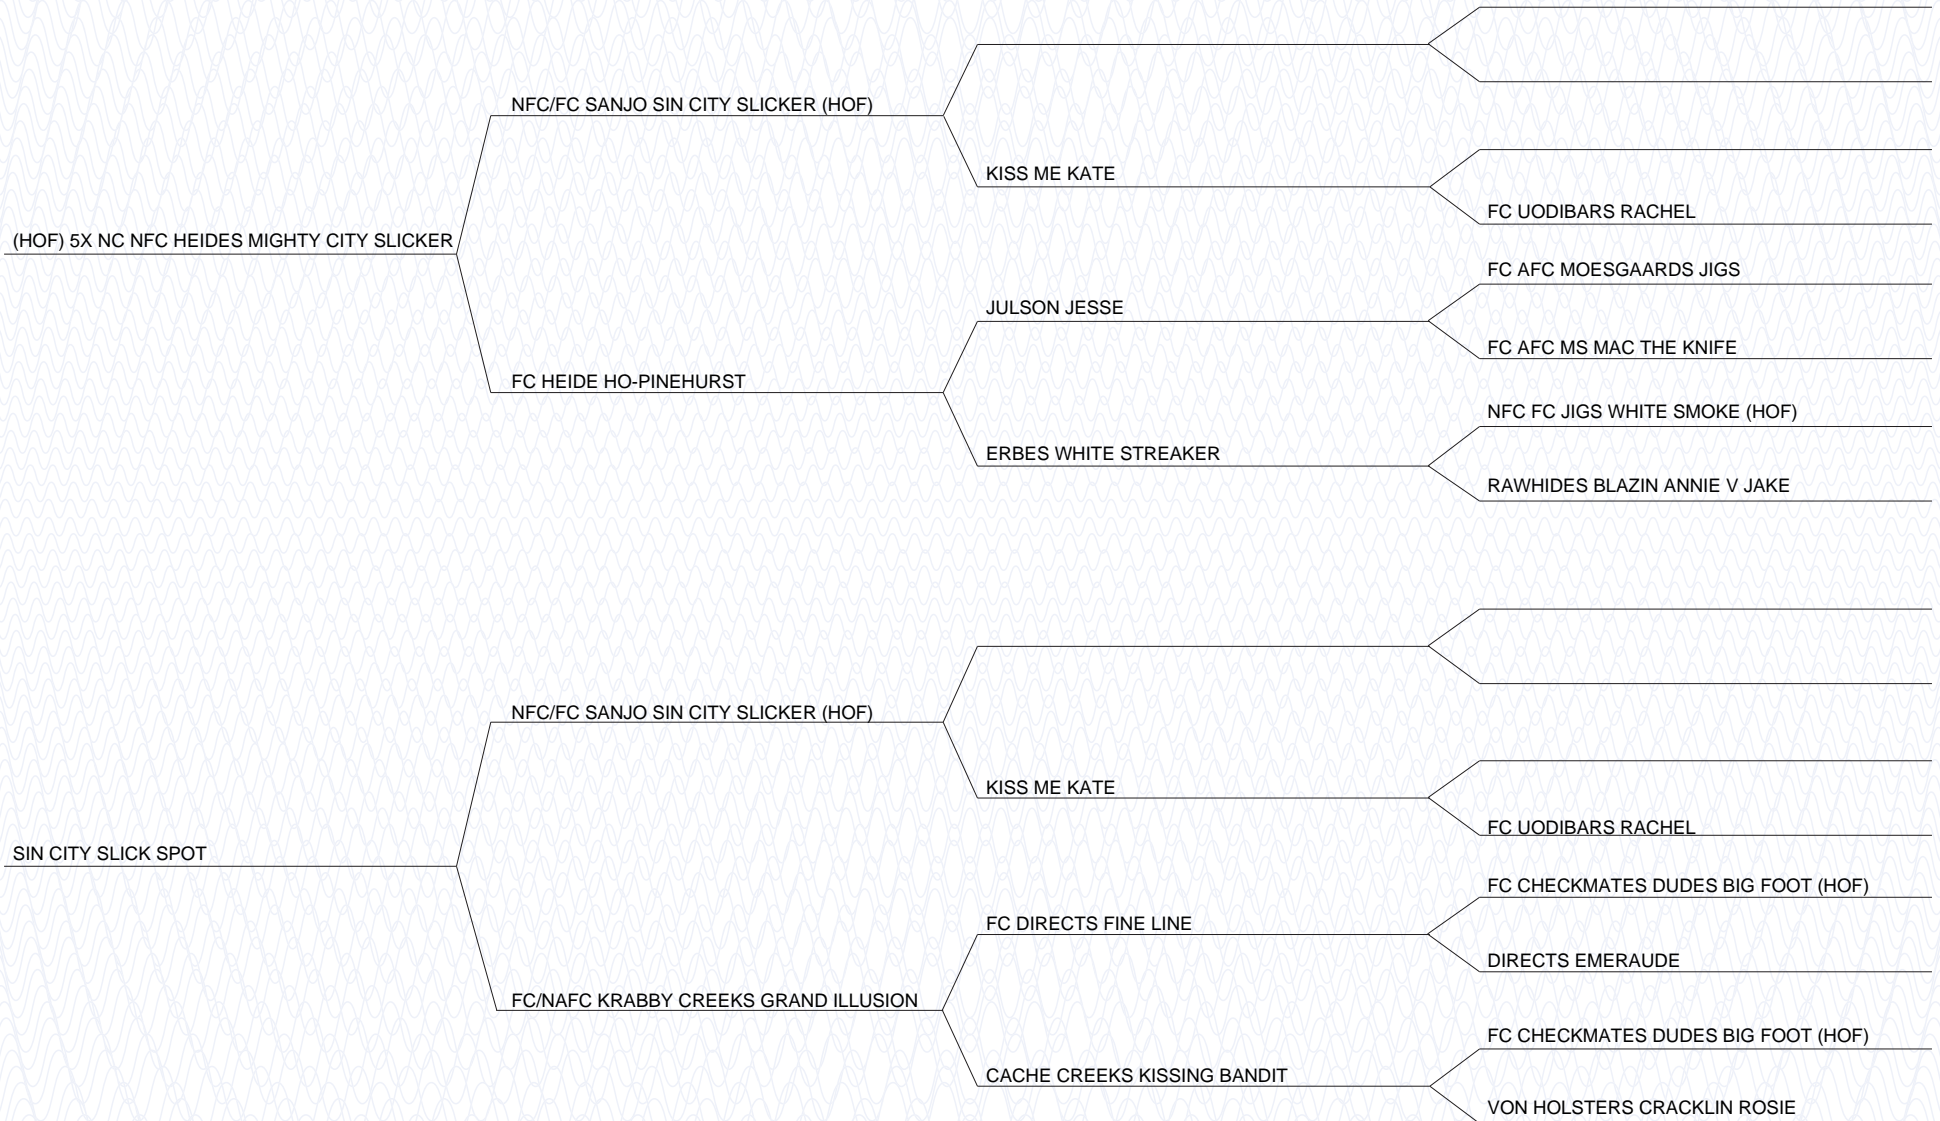 NFC/FC SANJO SIN CITY SLICKER (HOF)
KISS ME KATE
FC UODIBARS RACHEL
(HOF) 5X NC NFC HEIDES MIGHTY CITY SLICKER
FC AFC MOESGAARDS JIGS
JULSON JESSE
FC AFC MS MAC THE KNIFE
FC HEIDE HO-PINEHURST
NFC FC JIGS WHITE SMOKE (HOF)
ERBES WHITE STREAKER
RAWHIDES BLAZIN ANNIE V JAKE
NFC/FC SANJO SIN CITY SLICKER (HOF)
KISS ME KATE
FC UODIBARS RACHEL
SIN CITY SLICK SPOT
FC CHECKMATES DUDES BIG FOOT (HOF)
FC DIRECTS FINE LINE
DIRECTS EMERAUDE
FC/NAFC KRABBY CREEKS GRAND ILLUSION
FC CHECKMATES DUDES BIG FOOT (HOF)
CACHE CREEKS KISSING BANDIT
VON HOLSTERS CRACKLIN ROSIE